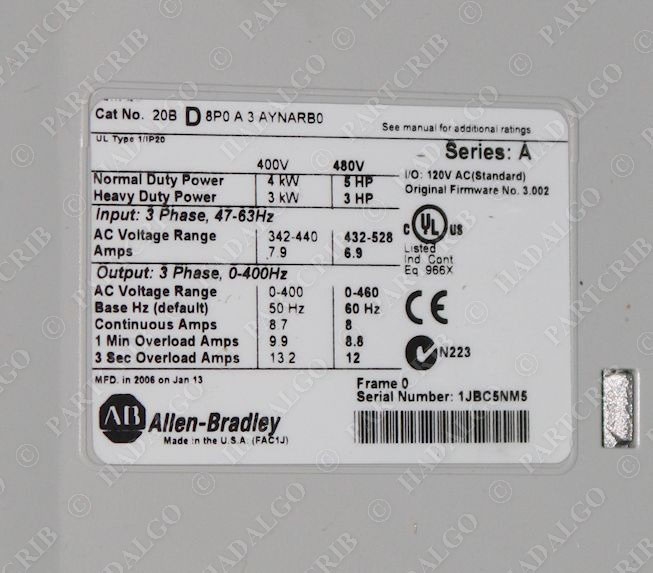 Cat No. 20B D 8P0 A 3 AYNARB0
See manual for additional ratings
UL Type 1/IP20
Series: A
400V 480V
I/O: 120V AC(Standard)
Normal Duty Power 4 kW 5 HP
Original Firmware No. 3.002
Heavy Duty Power 3 kW 3 HP
Input: 3 Phase, 47-63Hz
AC Voltage Range 342-440 432-528
Amps 7.9 6.9
c UL us
Listed
Ind Cont
Eq 966X
Output: 3 Phase, 0-400Hz
AC Voltage Range 0-400 0-460
Base Hz (default) 50 Hz 60 Hz
Continuous Amps 8.7 8
1 Min Overload Amps 9.9 8.8
3 Sec Overload Amps 13.2 12
CE
N223
MFD. in 2006 on Jan 13
Frame 0
Serial Number: 1JBC5NM5
AB Allen-Bradley
Made in the U.S.A. (FAC1J)
© PARTCRIB © HADALGO